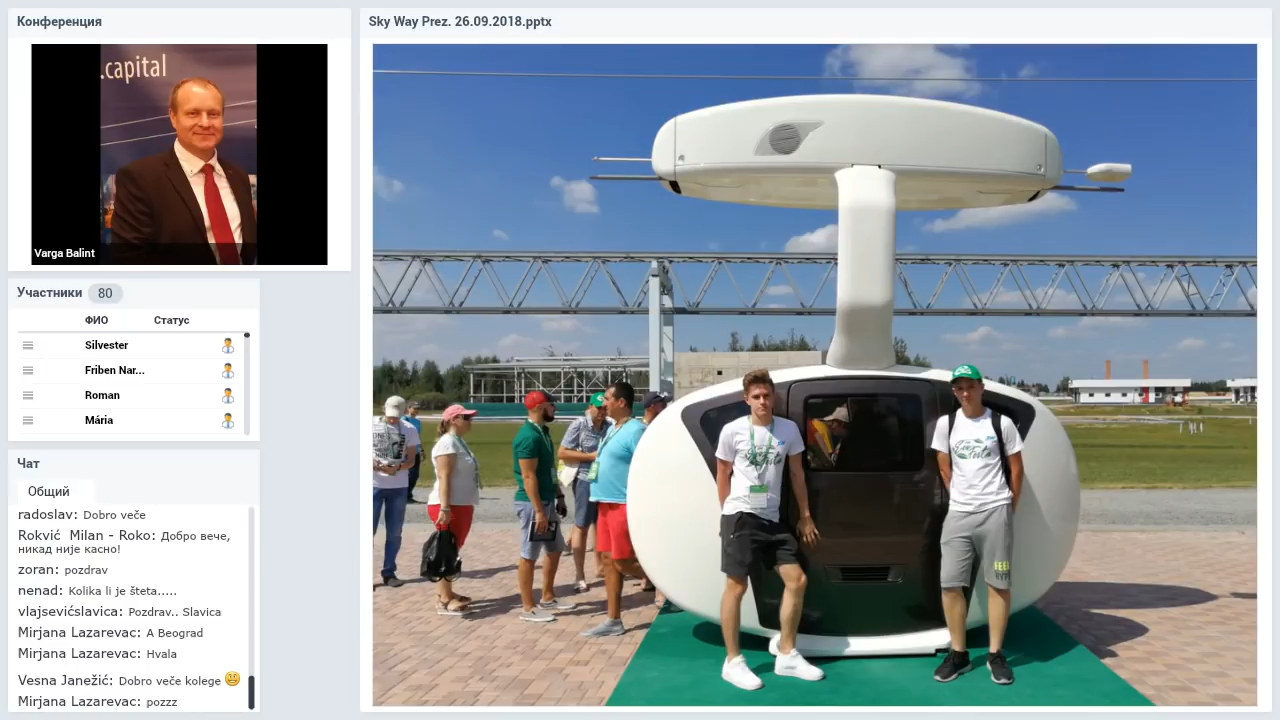 Конференция
.capital
Varga Balint
Участники 80
ФИО Статус
Silvester
Friben Nar...
Roman
Mária
Чат
Общий
radoslav: Dobro veče
Rokvić Milan - Roko: Добро вече,
никад није касно!
zoran: pozdrav
nenad: Kolika li je šteta.....
vlajsevićslavica: Pozdrav.. Slavica
Mirjana Lazarevac: A Beograd
Mirjana Lazarevac: Hvala
Vesna Janežić: Dobro veče kolege
Mirjana Lazarevac: pozzz
Sky Way Prez. 26.09.2018.pptx